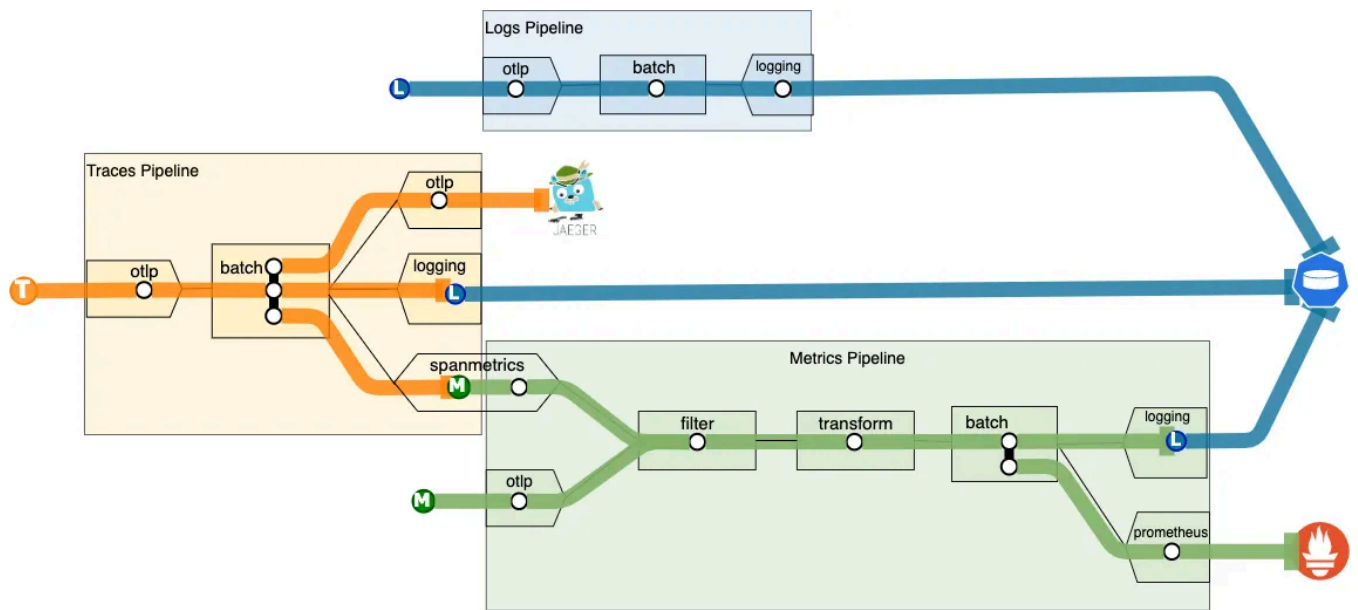 Logs Pipeline
otlp
batch
logging
L
Traces Pipeline
otlp
JAEGER
T
otlp
batch
logging
L
spanmetrics
M
Metrics Pipeline
filter
transform
batch
logging
L
M
otlp
prometheus